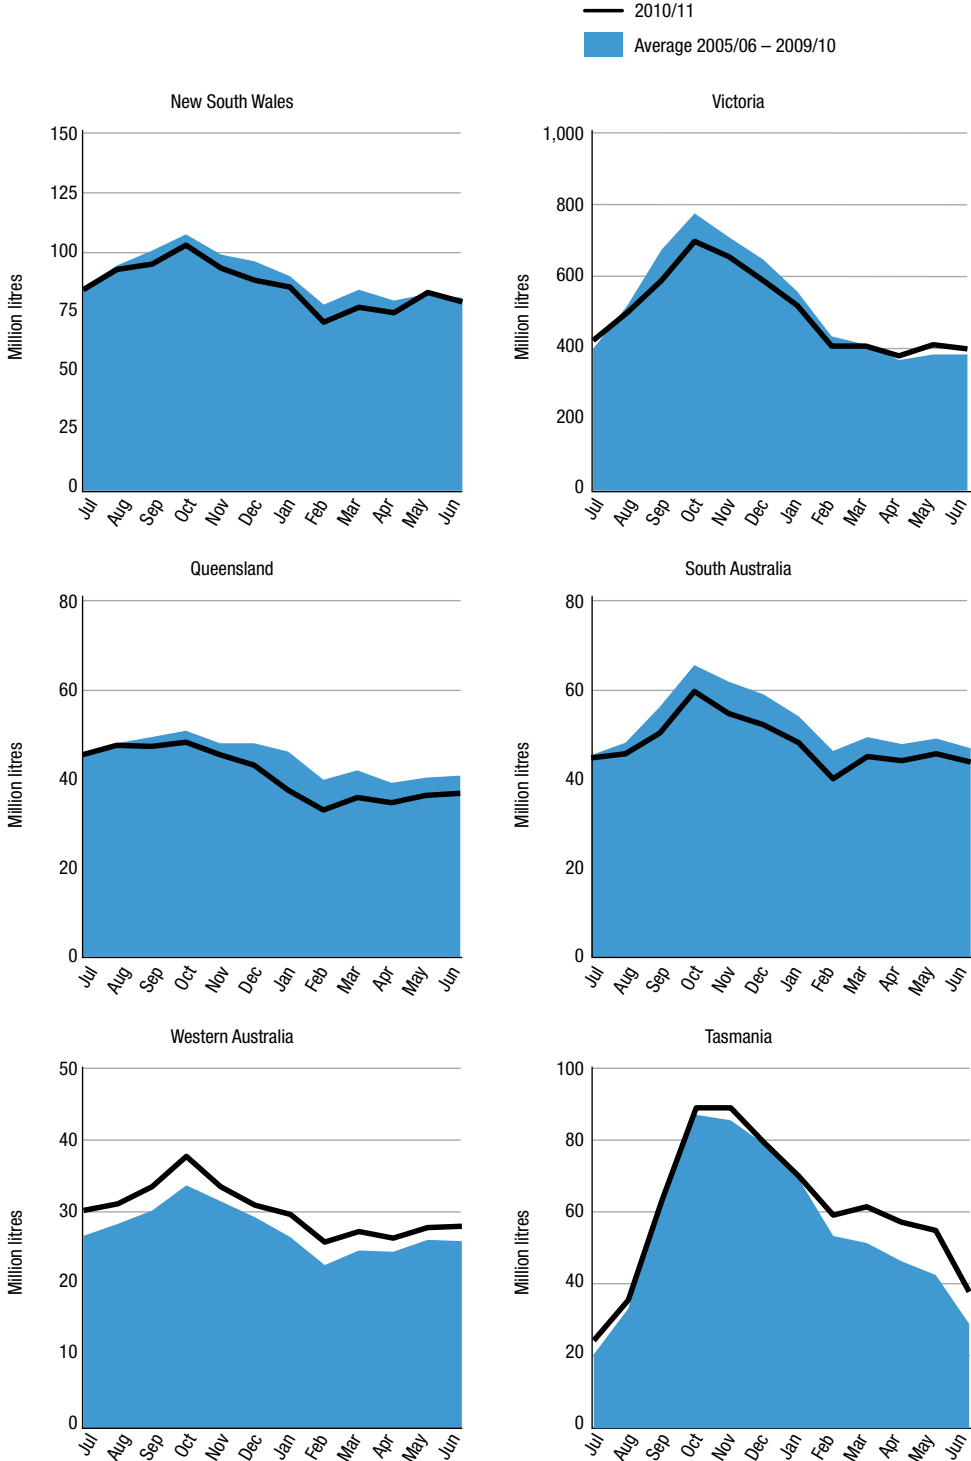 2010/11
Average 2005/06 – 2009/10
New South Wales
150
125
100
75
50
25
0
Million litres
Jul Aug Sep Oct Nov Dec Jan Feb Mar Apr May Jun
Victoria
1,000
800
600
400
200
0
Million litres
Jul Aug Sep Oct Nov Dec Jan Feb Mar Apr May Jun
Queensland
80
60
40
20
0
Million litres
Jul Aug Sep Oct Nov Dec Jan Feb Mar Apr May Jun
South Australia
80
60
40
20
0
Million litres
Jul Aug Sep Oct Nov Dec Jan Feb Mar Apr May Jun
Western Australia
50
40
30
20
10
0
Million litres
Jul Aug Sep Oct Nov Dec Jan Feb Mar Apr May Jun
Tasmania
100
80
60
40
20
0
Million litres
Jul Aug Sep Oct Nov Dec Jan Feb Mar Apr May Jun